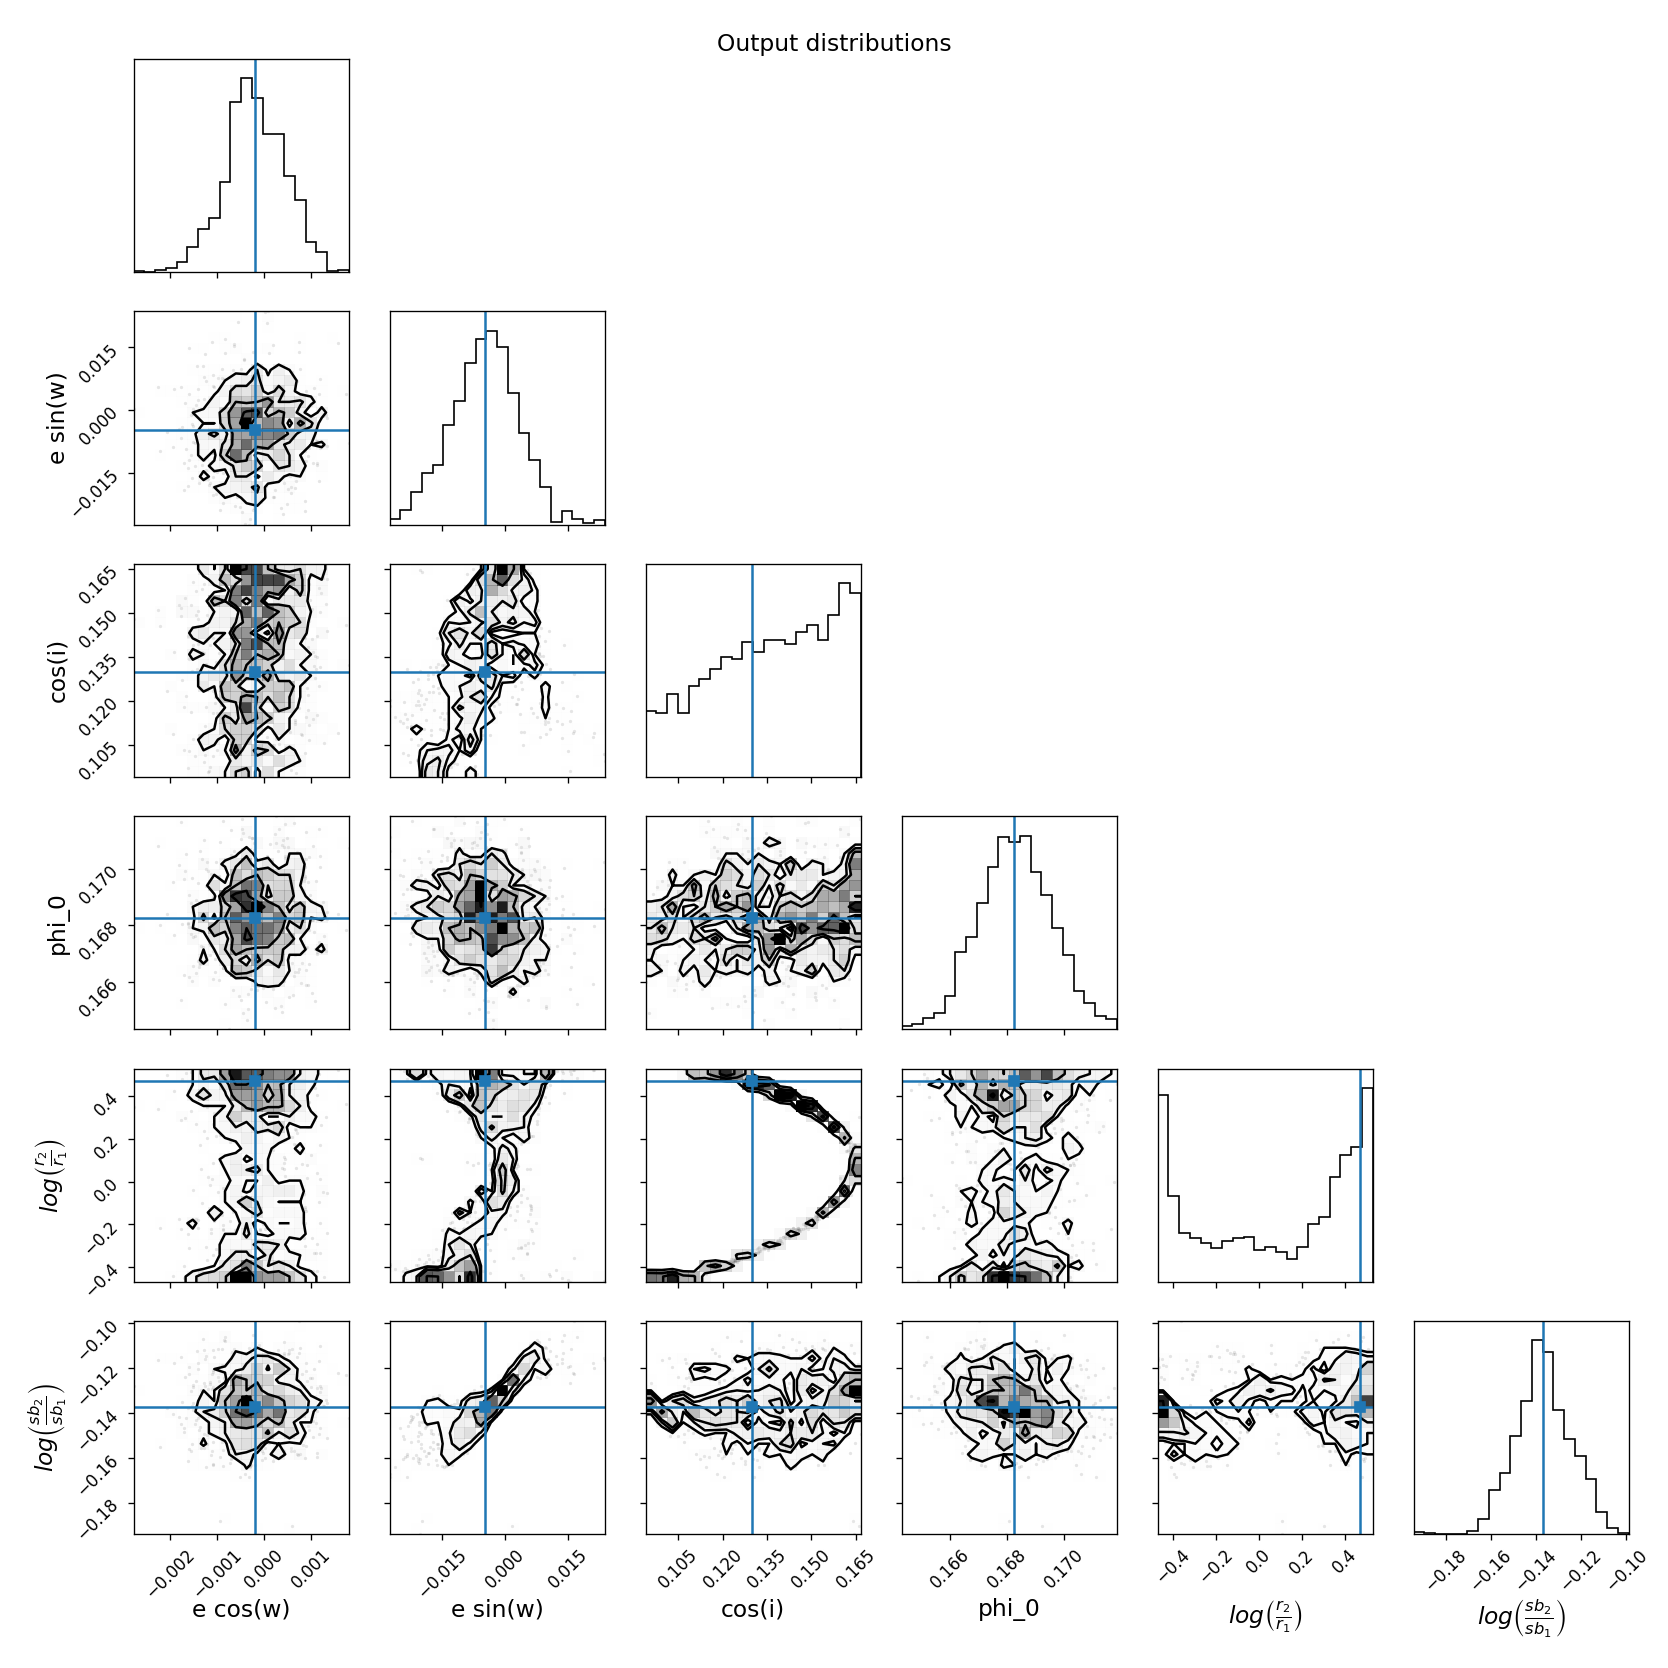 Output distributions
e sin(w)
0.015
0.000
−0.015
cos(i)
0.165
0.150
0.135
0.120
0.105
phi_0
0.170
0.168
0.166
log(r₂/r₁)
0.4
0.2
0.0
−0.2
−0.4
log(sb₂/sb₁)
−0.10
−0.12
−0.14
−0.16
−0.18
−0.002 −0.001 0.000 0.001 −0.015 0.000 0.015 0.105 0.120 0.135 0.150 0.165 0.166 0.168 0.170 −0.4 −0.2 0.0 0.2 0.4 −0.18 −0.16 −0.14 −0.12 −0.10
e cos(w) e sin(w) cos(i) phi_0 log(r₂/r₁) log(sb₂/sb₁)